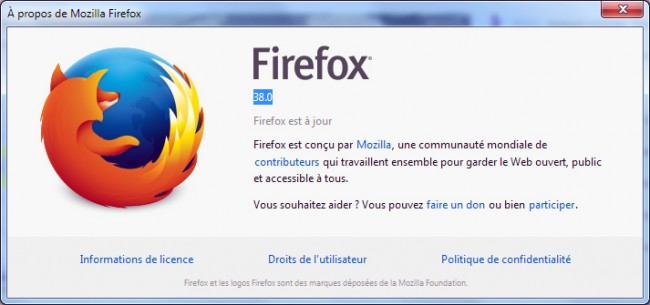 À propos de Mozilla Firefox
Firefox®
38.0
Firefox est à jour
Firefox est conçu par Mozilla, une communauté mondiale de
contributeurs qui travaillent ensemble pour garder le Web ouvert, public
et accessible à tous.
Vous souhaitez aider ? Vous pouvez faire un don ou bien participer.
Informations de licence
Droits de l'utilisateur
Politique de confidentialité
Firefox et les logos Firefox sont des marques déposées de la Mozilla Foundation.